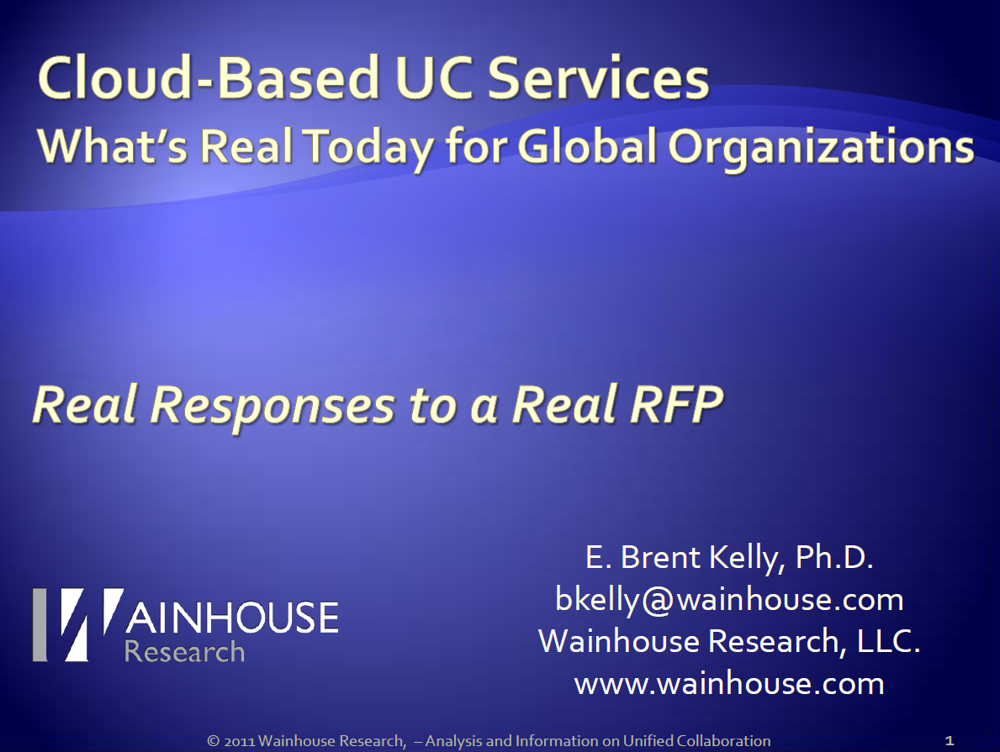 Cloud-Based UC Services
What’s Real Today for Global Organizations
Real Responses to a Real RFP
E. Brent Kelly, Ph.D.
bkelly@wainhouse.com
Wainhouse Research, LLC.
www.wainhouse.com
WAINHOUSE
Research
© 2011 Wainhouse Research, – Analysis and Information on Unified Collaboration
1